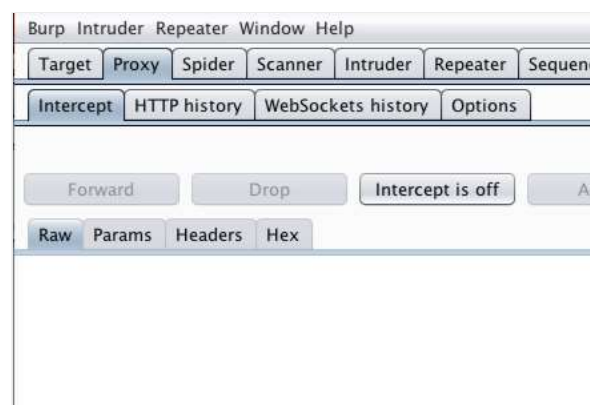 Burp Intruder Repeater Window Help
Target Proxy Spider Scanner Intruder Repeater
Intercept HTTP history WebSockets history Options
Forward Drop Intercept is off
Raw Params Headers Hex